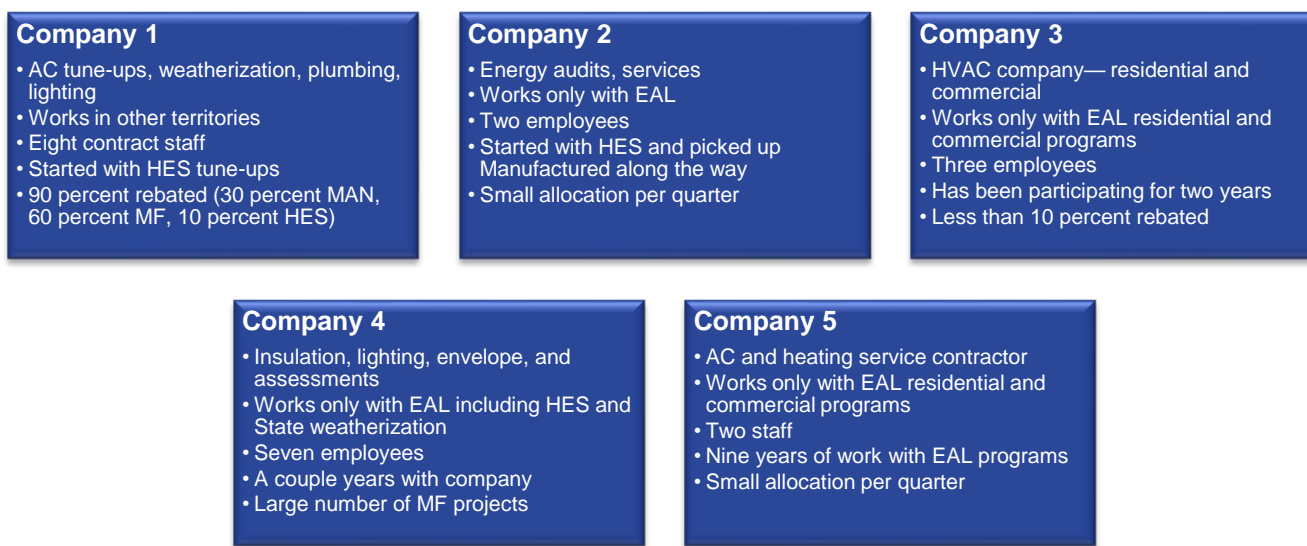 Company 1
• AC tune-ups, weatherization, plumbing,
lighting
• Works in other territories
• Eight contract staff
• Started with HES tune-ups
• 90 percent rebated (30 percent MAN,
60 percent MF, 10 percent HES)
Company 2
• Energy audits, services
• Works only with EAL
• Two employees
• Started with HES and picked up
Manufactured along the way
• Small allocation per quarter
Company 3
• HVAC company— residential and
commercial
• Works only with EAL residential and
commercial programs
• Three employees
• Has been participating for two years
• Less than 10 percent rebated
Company 4
• Insulation, lighting, envelope, and
assessments
• Works only with EAL including HES and
State weatherization
• Seven employees
• A couple years with company
• Large number of MF projects
Company 5
• AC and heating service contractor
• Works only with EAL residential and
commercial programs
• Two staff
• Nine years of work with EAL programs
• Small allocation per quarter